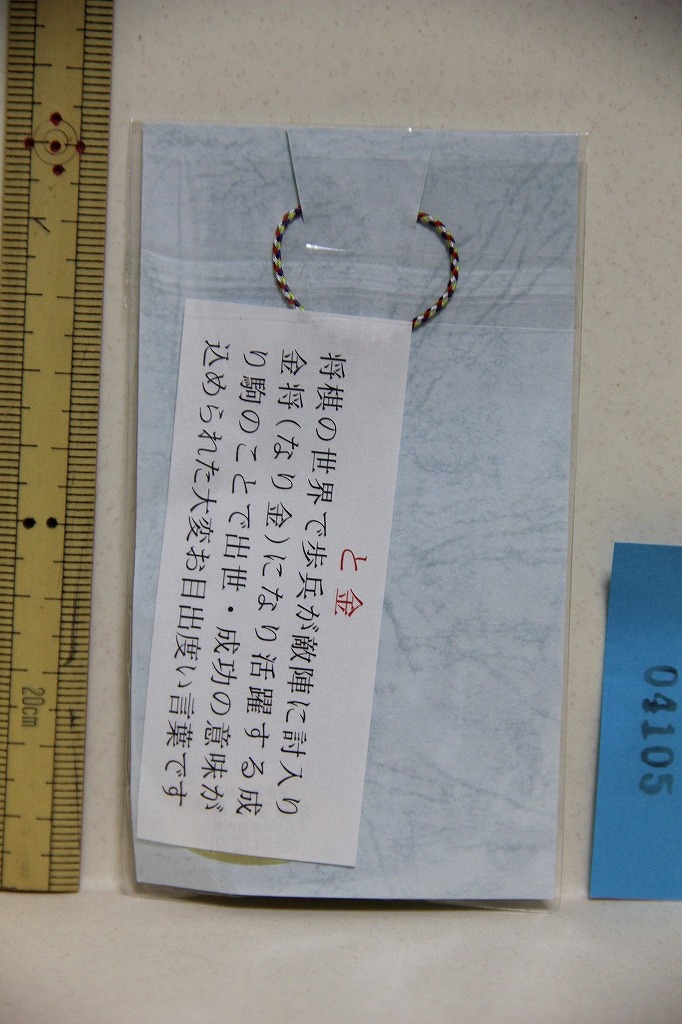 と金
将棋の世界で歩兵が敵陣に討入り
金将(なり金)になり活躍する成
り駒のことで出世・成功の意味が
込められた大変お目出度い言葉です
20cm
04105